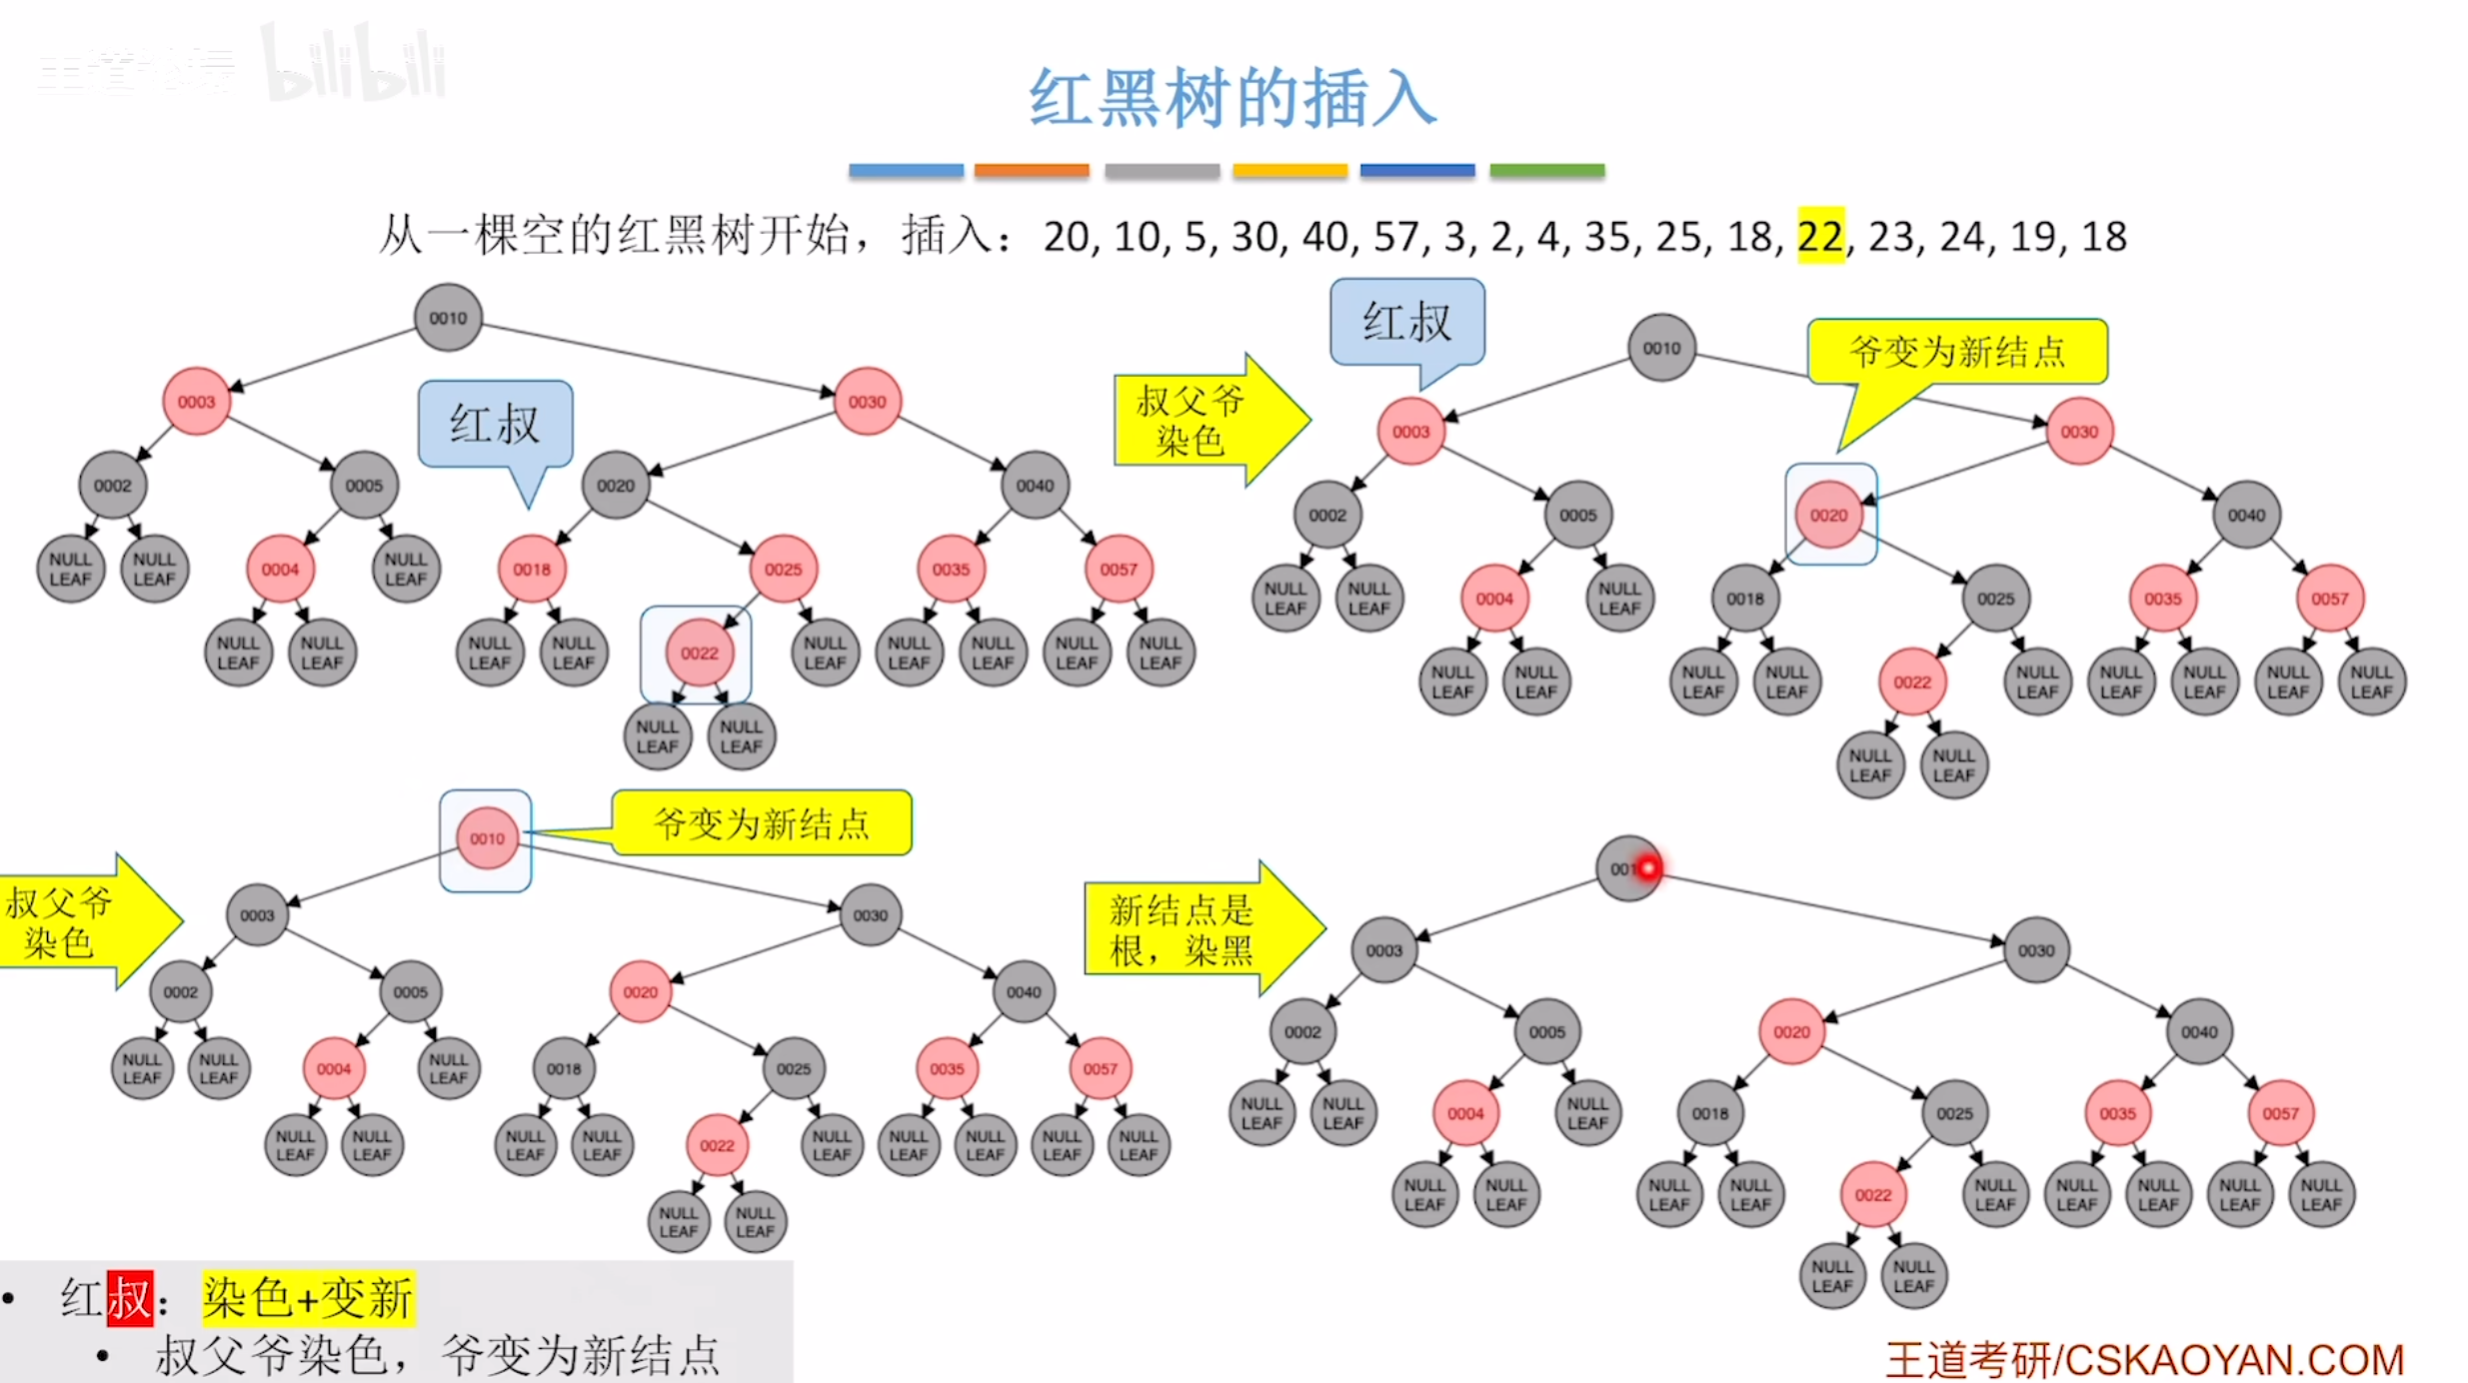 王道论坛 bilibili
红黑树的插入
从一棵空的红黑树开始，插入：20, 10, 5, 30, 40, 57, 3, 2, 4, 35, 25, 18, 22, 23, 24, 19, 18
0010
0003 0030
红叔
0002 0005 0020 0040
NULL LEAF NULL LEAF 0004 NULL LEAF 0018 0025 0035 0057
NULL LEAF NULL LEAF NULL LEAF NULL LEAF 0022 NULL LEAF NULL LEAF NULL LEAF NULL LEAF NULL LEAF
NULL LEAF NULL LEAF
叔父爷
染色
红叔
爷变为新结点
0010
0003 0030
0002 0005 0020 0040
NULL LEAF NULL LEAF 0004 NULL LEAF 0018 0025 0035 0057
NULL LEAF NULL LEAF NULL LEAF NULL LEAF 0022 NULL LEAF NULL LEAF NULL LEAF NULL LEAF NULL LEAF
NULL LEAF NULL LEAF
叔父爷
染色
爷变为新结点
0010
0003 0030
0002 0005 0020 0040
NULL LEAF NULL LEAF 0004 NULL LEAF 0018 0025 0035 0057
NULL LEAF NULL LEAF NULL LEAF NULL LEAF 0022 NULL LEAF NULL LEAF NULL LEAF NULL LEAF NULL LEAF
NULL LEAF NULL LEAF
新结点是
根，染黑
0003 0030
0002 0005 0020 0040
NULL LEAF NULL LEAF 0004 NULL LEAF 0018 0025 0035 0057
NULL LEAF NULL LEAF NULL LEAF NULL LEAF 0022 NULL LEAF NULL LEAF NULL LEAF NULL LEAF NULL LEAF
NULL LEAF NULL LEAF
• 红叔：染色+变新
• 叔父爷染色，爷变为新结点
王道考研/CSKAOYAN.COM